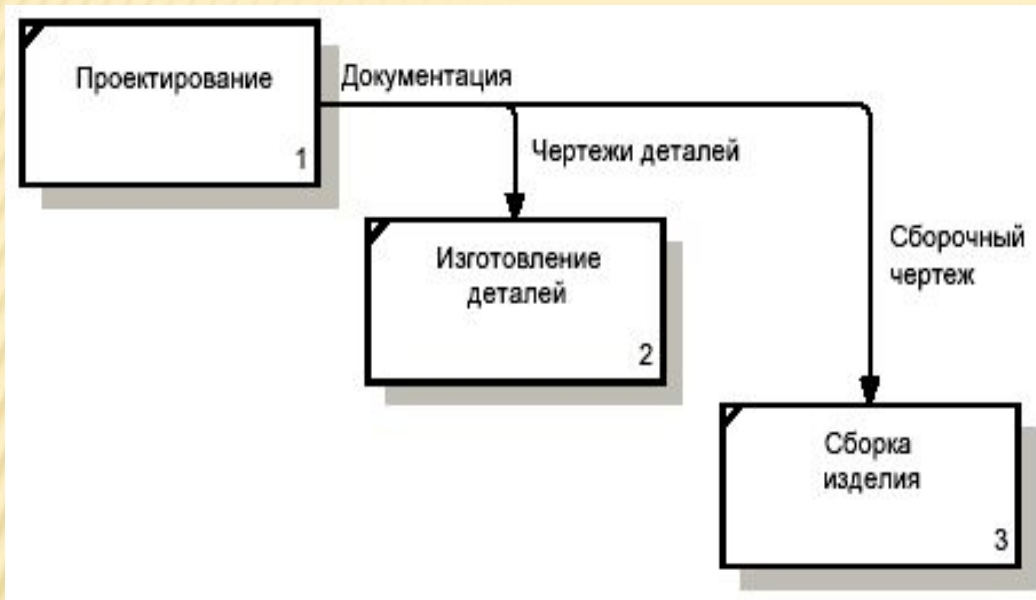 Проектирование
1
Документация
Чертежи деталей
Изготовление
деталей
2
Сборочный
чертеж
Сборка
изделия
3